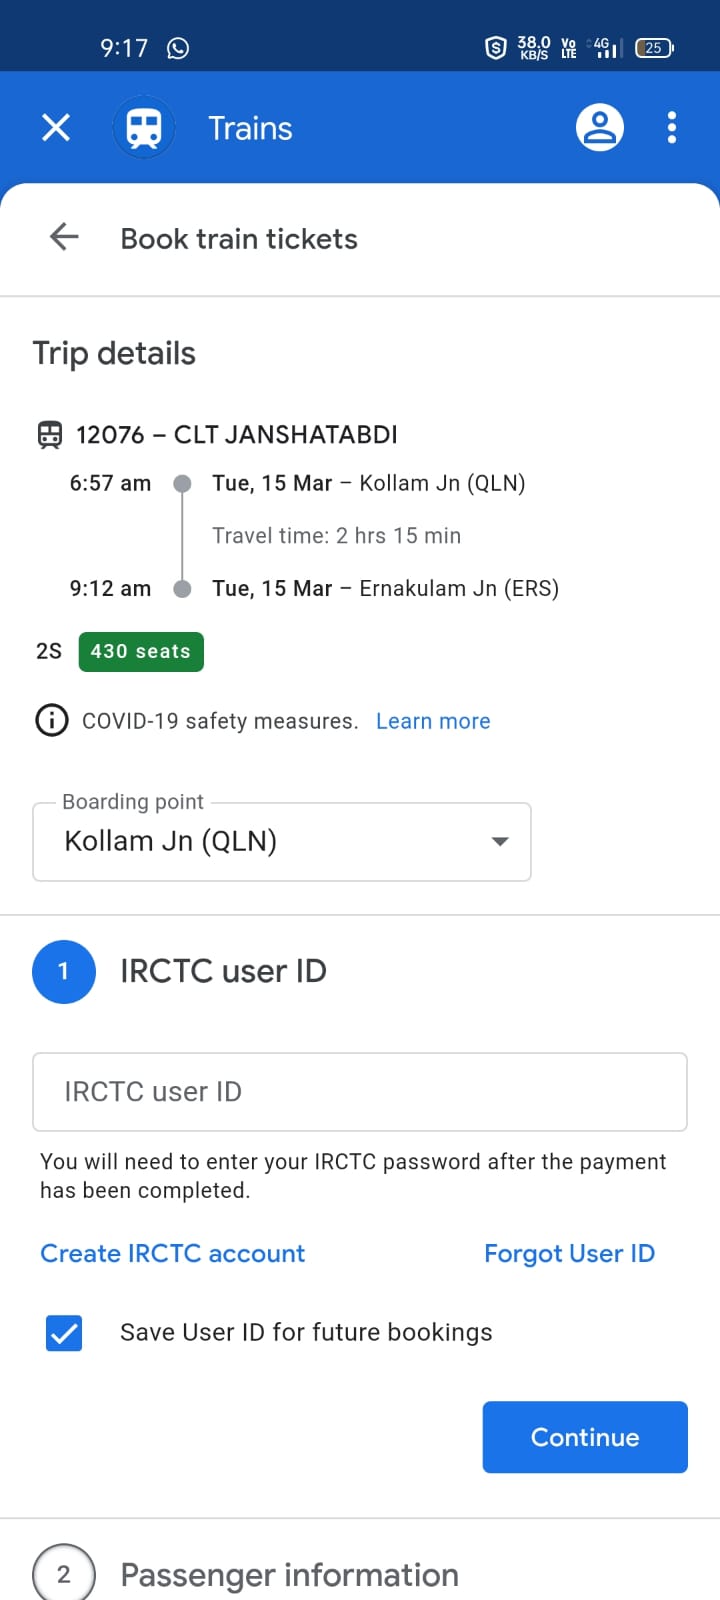 9:17 38.0 KB/S Vo LTE 4G 25
Trains
Book train tickets
Trip details
12076 – CLT JANSHATABDI
6:57 am Tue, 15 Mar – Kollam Jn (QLN)
Travel time: 2 hrs 15 min
9:12 am Tue, 15 Mar – Ernakulam Jn (ERS)
2S 430 seats
COVID-19 safety measures. Learn more
Boarding point
Kollam Jn (QLN)
1 IRCTC user ID
IRCTC user ID
You will need to enter your IRCTC password after the payment
has been completed.
Create IRCTC account Forgot User ID
Save User ID for future bookings
Continue
2 Passenger information